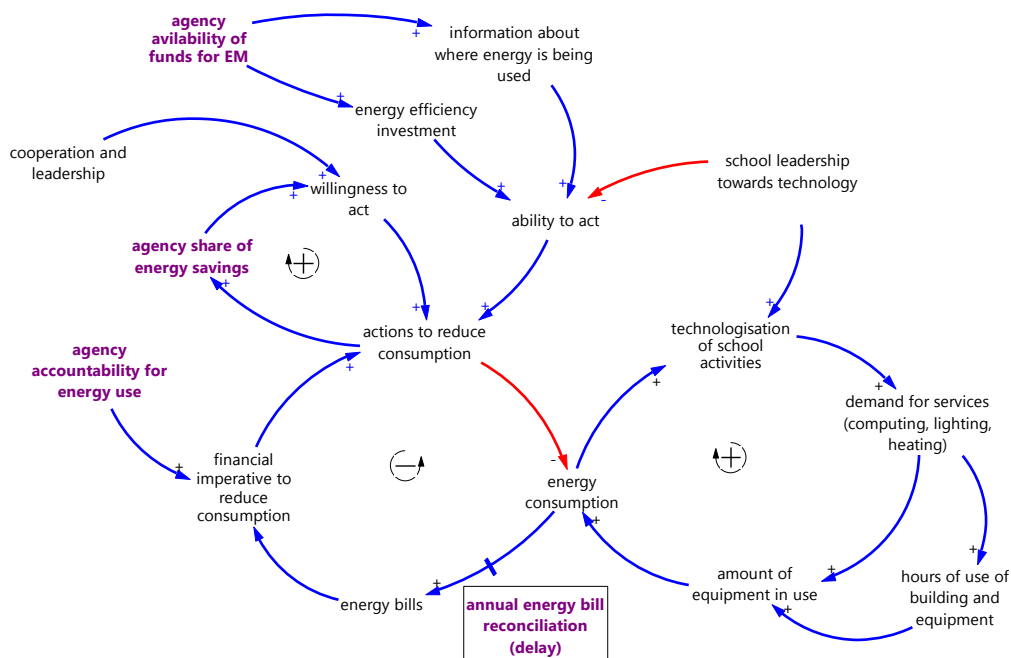 agency
avilability of
funds for EM
+
information about
where energy is being
used
+
energy efficiency
investment
cooperation and
leadership
+
willingness to
act
+
+
+
-
ability to act
school leadership
towards technology
agency share of
energy savings
+
+
+
+
+
actions to reduce
consumption
+
technologisation
of school
activities
+
agency
accountability for
energy use
+
+
demand for services
(computing, lighting,
heating)
financial
imperative to
reduce
consumption
+
−
-
energy
consumption
+
+
energy bills
+
annual energy bill
reconciliation
(delay)
amount of
equipment in use
+
+
hours of use of
building and
equipment
+